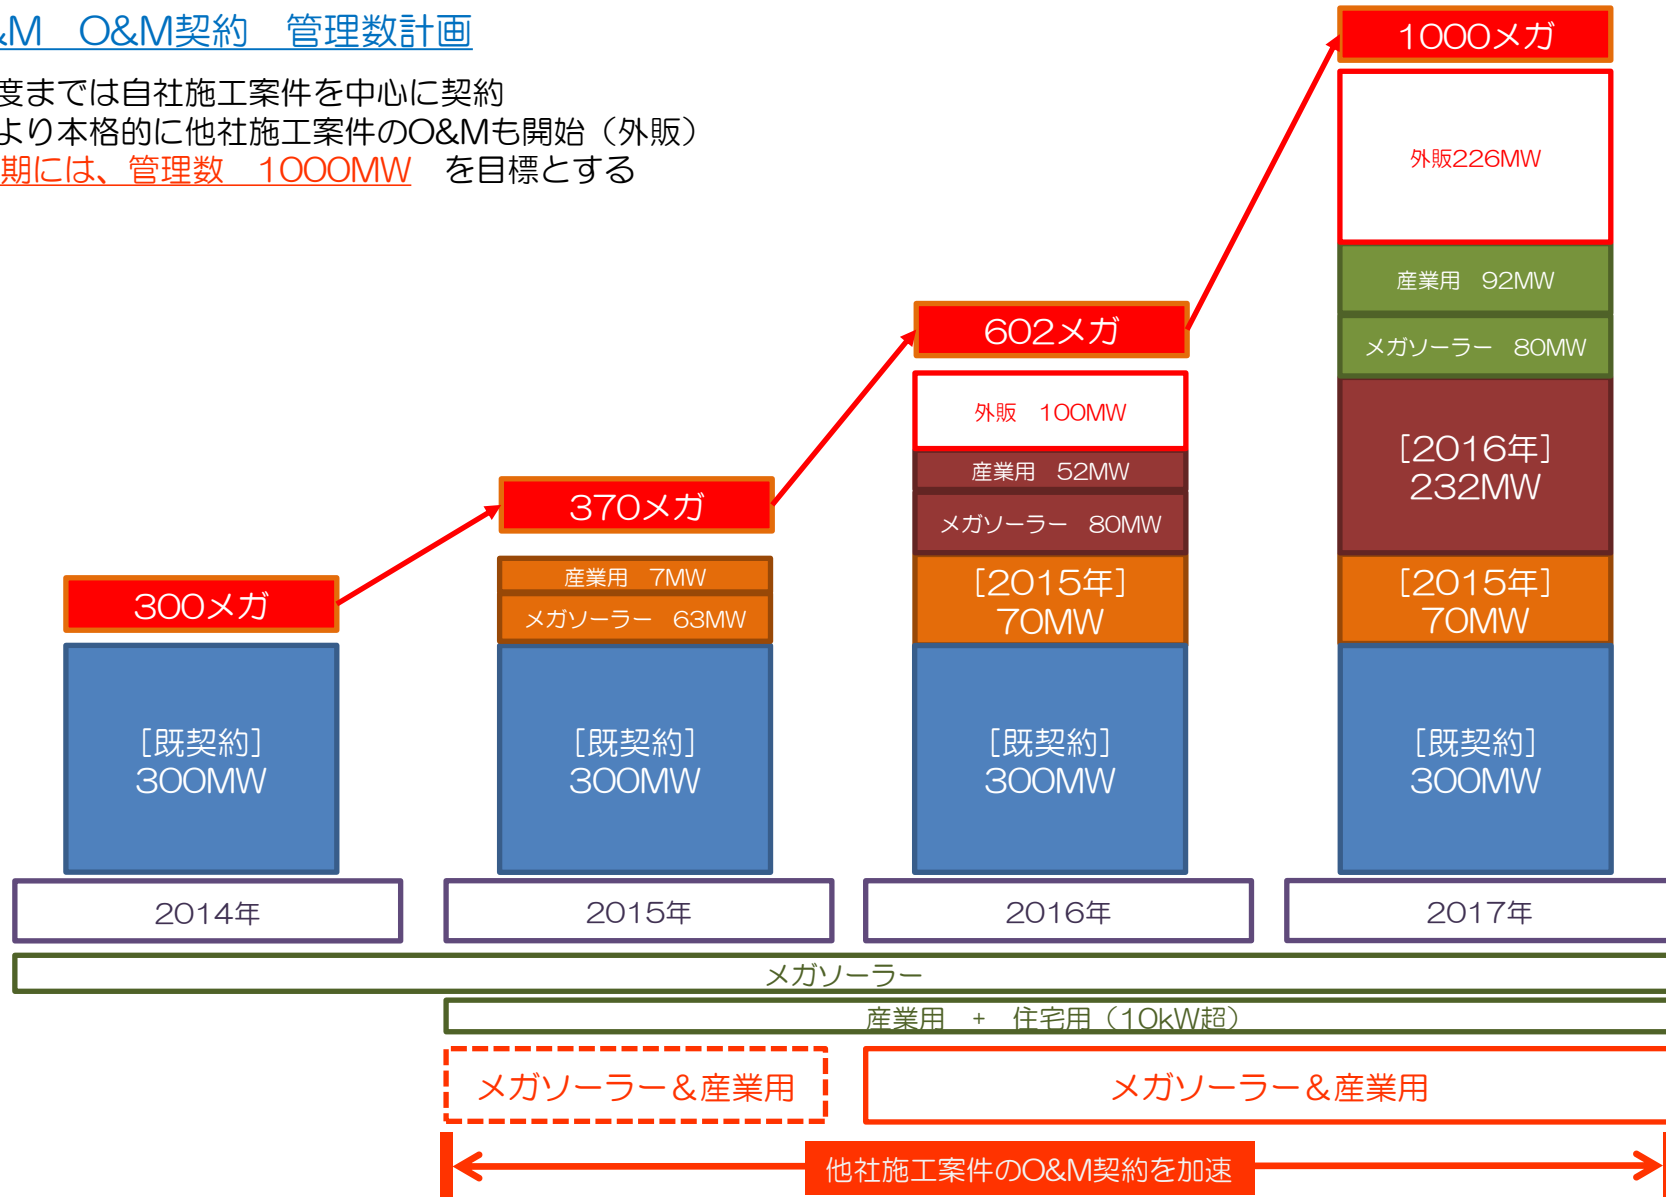 &M　O&M契約　管理数計画
度までは自社施工案件を中心に契約
より本格的に他社施工案件のO&Mも開始（外販）
期には、管理数　1000MW　を目標とする
1000メガ
外販226MW
産業用　92MW
メガソーラー　80MW
[2016年]
232MW
[2015年]
70MW
[既契約]
300MW
602メガ
外販　100MW
産業用　52MW
メガソーラー　80MW
[2015年]
70MW
[既契約]
300MW
370メガ
産業用　7MW
メガソーラー　63MW
[既契約]
300MW
300メガ
[既契約]
300MW
2014年
2015年
2016年
2017年
メガソーラー
産業用　+　住宅用（10kW超）
メガソーラー＆産業用
メガソーラー＆産業用
他社施工案件のO&M契約を加速